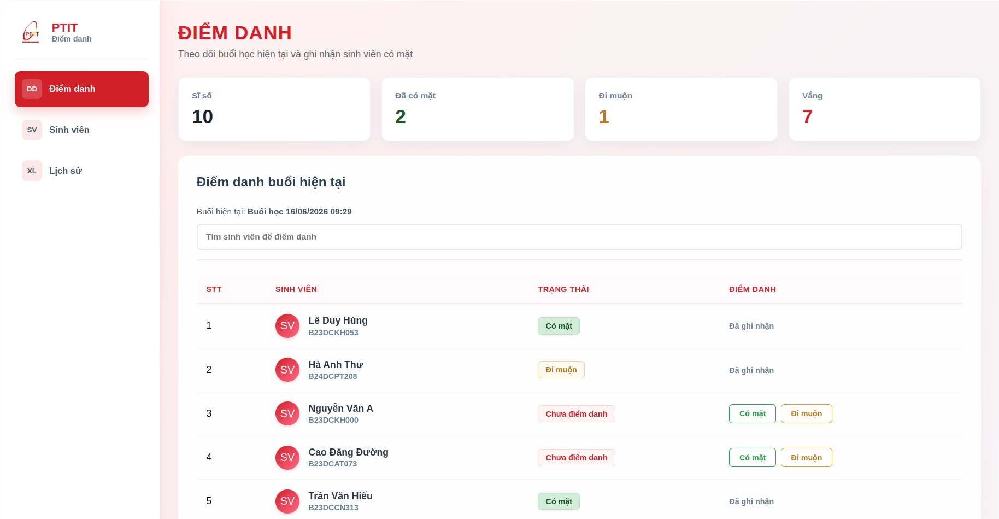 PTIT
Điểm danh
PTIT
DD Điểm danh
SV Sinh viên
XL Lịch sử
ĐIỂM DANH
Theo dõi buổi học hiện tại và ghi nhận sinh viên có mặt
Sĩ số
10
Đã có mặt
2
Đi muộn
1
Vắng
7
Điểm danh buổi hiện tại
Buổi hiện tại: Buổi học 16/06/2026 09:29
Tìm sinh viên để điểm danh
STT SINH VIÊN TRẠNG THÁI ĐIỂM DANH
1 SV Lê Duy Hùng Có mặt Đã ghi nhận
B23DCKH053
2 SV Hà Anh Thư Đi muộn Đã ghi nhận
B24DCPT208
3 SV Nguyễn Văn A Chưa điểm danh Có mặt Đi muộn
B23DCKH000
4 SV Cao Đăng Đường Chưa điểm danh Có mặt Đi muộn
B23DCAT073
5 SV Trần Văn Hiếu Có mặt Đã ghi nhận
B23DCCN313